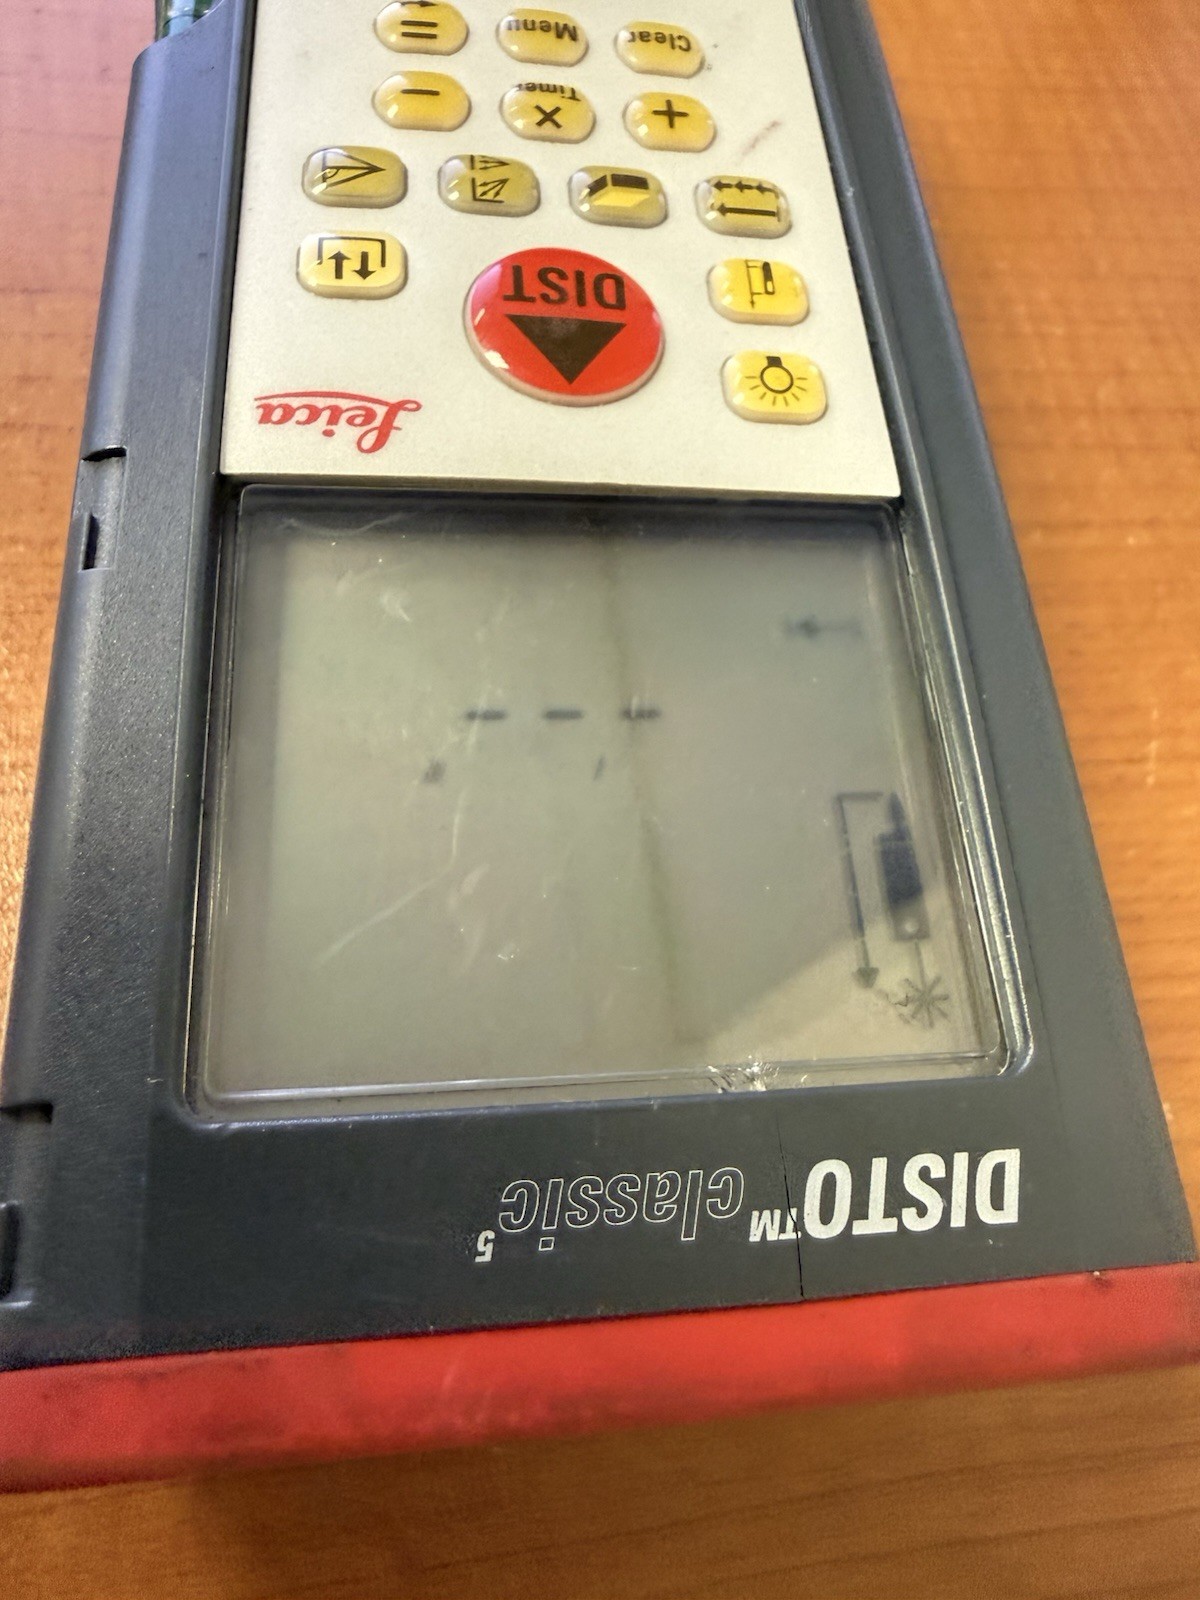 DISTO™ classic⁵
-' - -"
Leica
DIST
+ × −
Timer
Clear Menu =